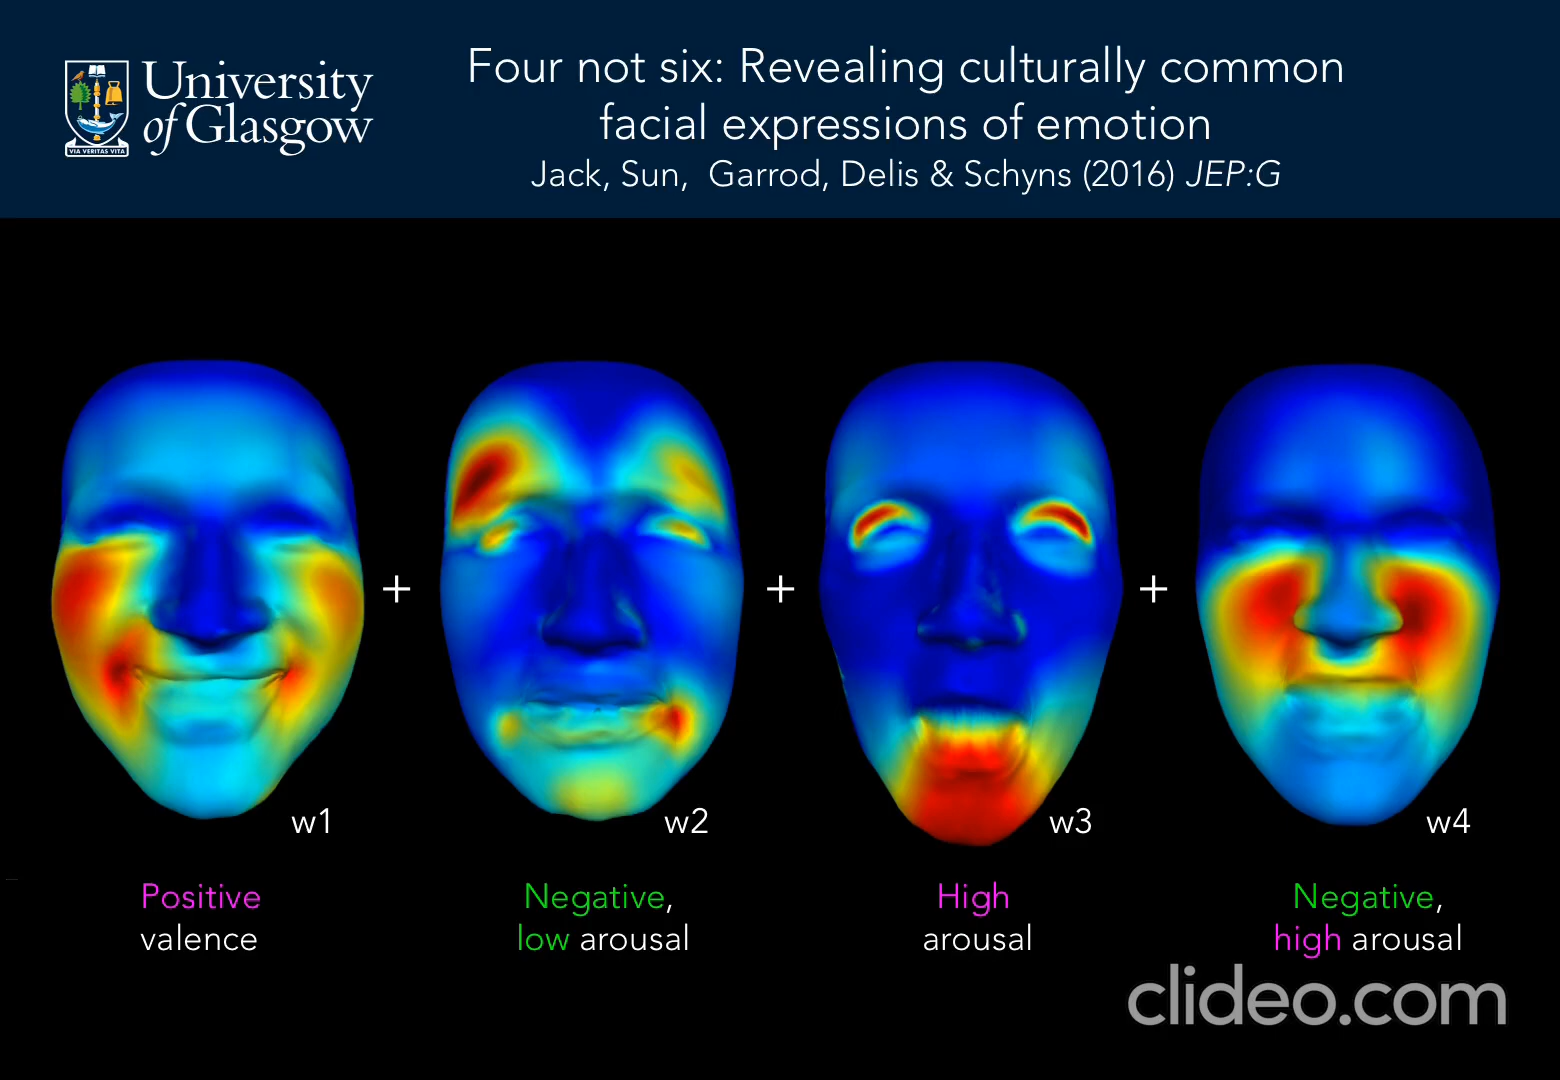 University
of Glasgow
VIA VERITAS VITA
Four not six: Revealing culturally common
facial expressions of emotion
Jack, Sun, Garrod, Delis & Schyns (2016) JEP:G
+
+
+
w1
w2
w3
w4
Positive
valence
Negative,
low arousal
High
arousal
Negative,
high arousal
clideo.com